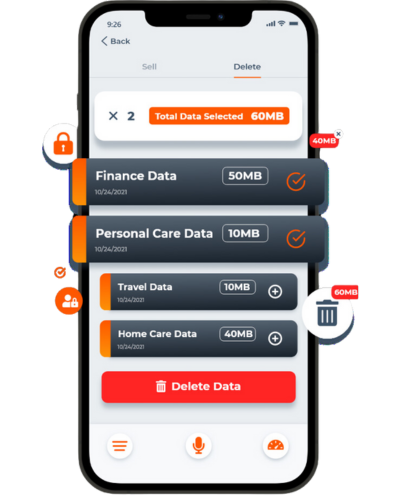 9:26
Back
Sell Delete
× 2 Total Data Selected 60MB
40MB ×
Finance Data 50MB
10/24/2021
Personal Care Data 10MB
10/24/2021
Travel Data 10MB
10/24/2021
60MB
Home Care Data 40MB
10/24/2021
Delete Data